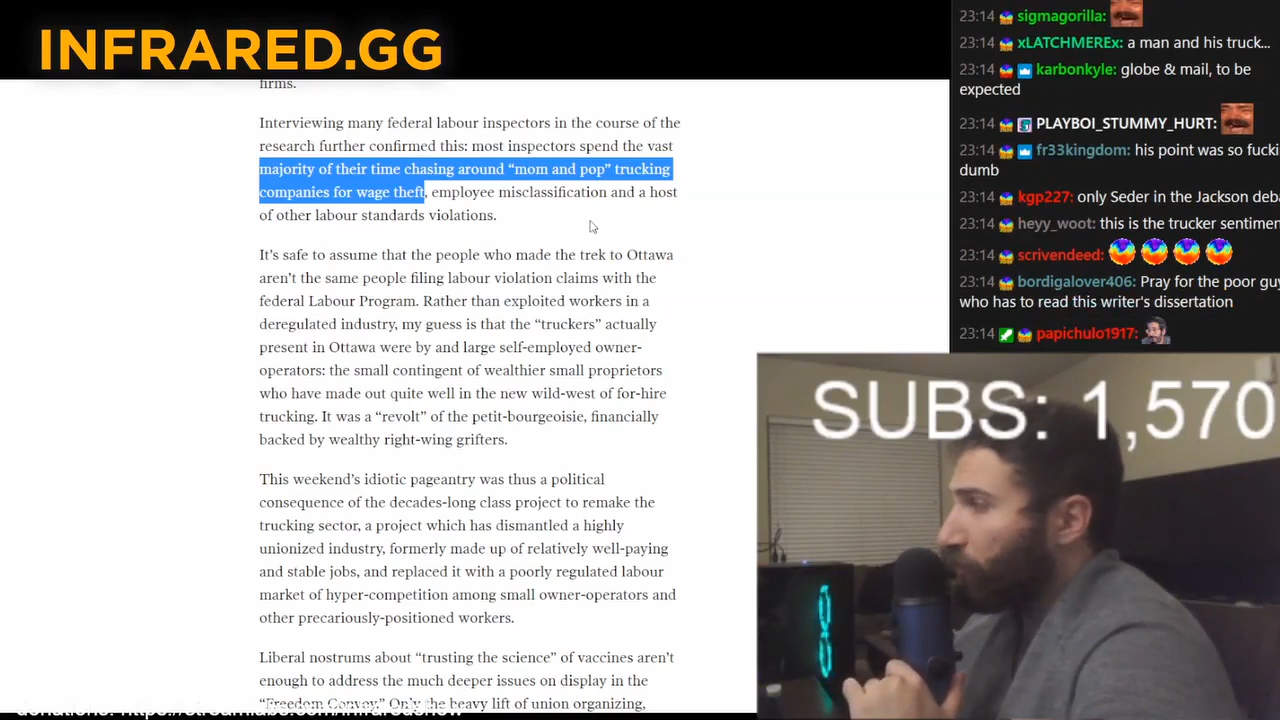 INFRARED.GG
firms.
Interviewing many federal labour inspectors in the course of the
research further confirmed this: most inspectors spend the vast
majority of their time chasing around “mom and pop” trucking
companies for wage theft, employee misclassification and a host
of other labour standards violations.
It’s safe to assume that the people who made the trek to Ottawa
aren’t the same people filing labour violation claims with the
federal Labour Program. Rather than exploited workers in a
deregulated industry, my guess is that the “truckers” actually
present in Ottawa were by and large self-employed owner-
operators: the small contingent of wealthier small proprietors
who have made out quite well in the new wild-west of for-hire
trucking. It was a “revolt” of the petit-bourgeoisie, financially
backed by wealthy right-wing grifters.
This weekend’s idiotic pageantry was thus a political
consequence of the decades-long class project to remake the
trucking sector, a project which has dismantled a highly
unionized industry, formerly made up of relatively well-paying
and stable jobs, and replaced it with a poorly regulated labour
market of hyper-competition among small owner-operators and
other precariously-positioned workers.
Liberal nostrums about “trusting the science” of vaccines aren’t
enough to address the much deeper issues on display in the
“Freedom Convoy.” Only the heavy lift of union organizing,
23:14 sigmagorilla:
23:14 xLATCHMEREx: a man and his truck...
23:14 karbonkyle: globe & mail, to be
expected
23:14 PLAYBOI_STUMMY_HURT:
23:14 fr33kingdom: his point was so fucki
dumb
23:14 kgp227: only Seder in the Jackson deba
23:14 heyy_woot: this is the trucker sentimen
23:14 scrivendeed:
23:14 bordigalover406: Pray for the poor guy
who has to read this writer's dissertation
23:14 papichulo1917:
SUBS: 1,570